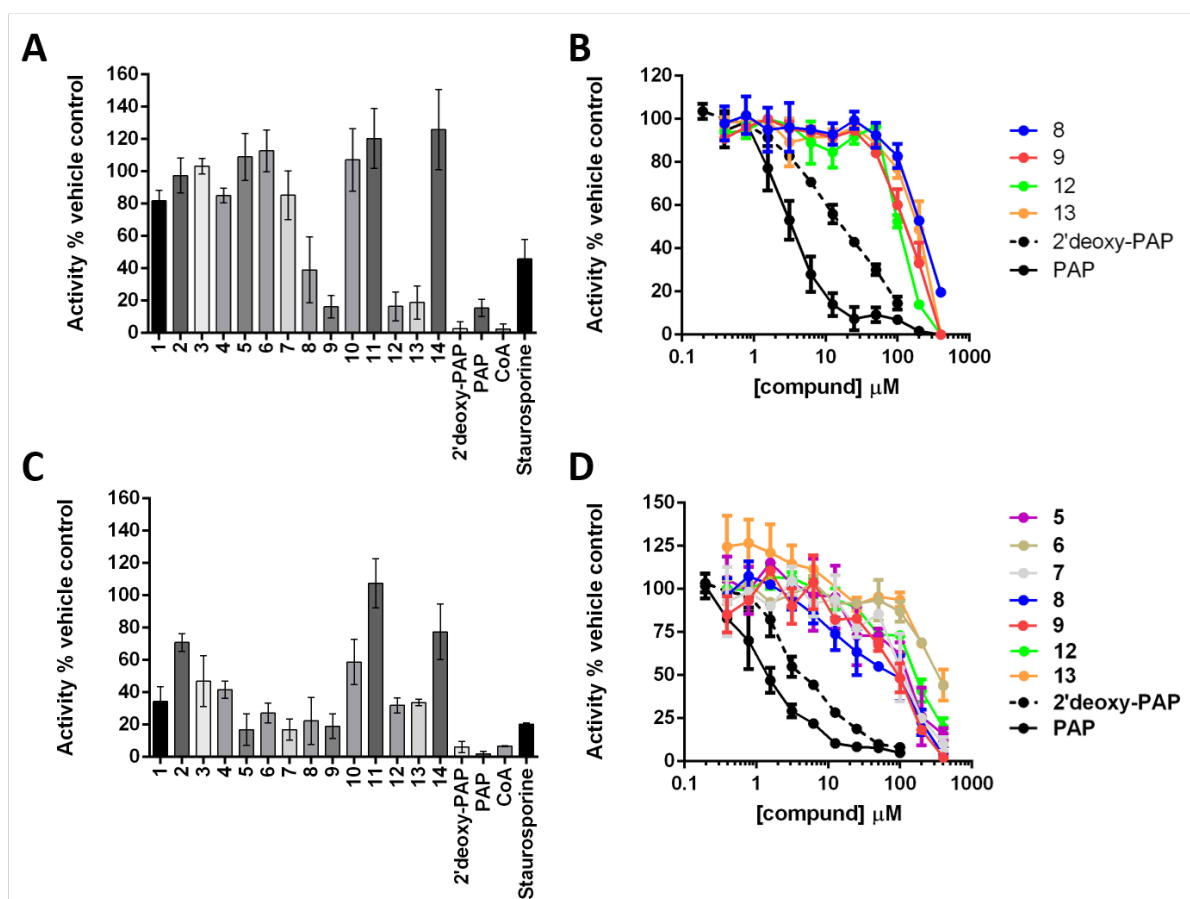 A
Activity % vehicle control
160
140
120
100
80
60
40
20
0
1 2 3 4 5 6 7 8 9 10 11 12 13 14 2'deoxy-PAP PAP CoA Staurosporine
B
Activity % vehicle control
120
100
80
60
40
20
0
0.1 1 10 100 1000
[compund] μM
8
9
12
13
2'deoxy-PAP
PAP
C
Activity % vehicle control
160
140
120
100
80
60
40
20
0
1 2 3 4 5 6 7 8 9 10 11 12 13 14 2'deoxy-PAP PAP CoA Staurosporine
D
Activity % vehicle control
150
125
100
75
50
25
0
0.1 1 10 100 1000
[compund] μM
5
6
7
8
9
12
13
2'deoxy-PAP
PAP